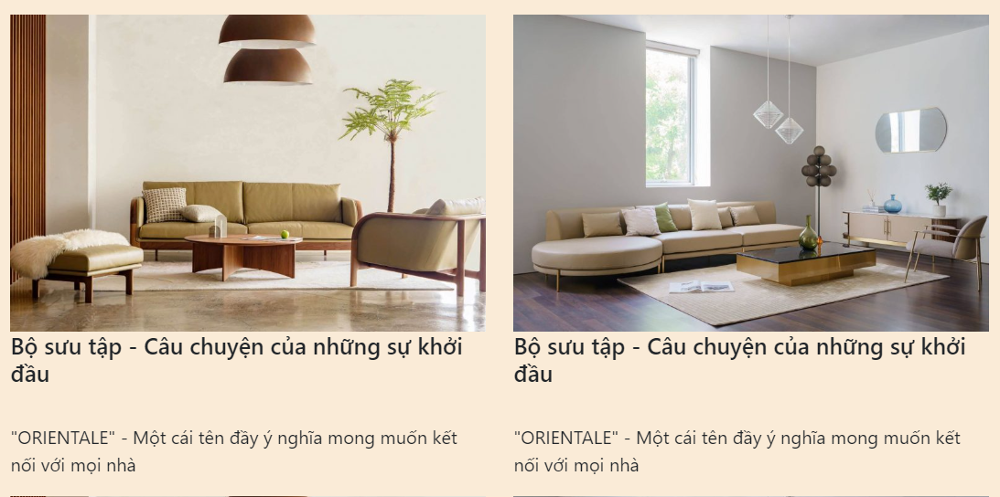 Bộ sưu tập - Câu chuyện của những sự khởi
đầu
"ORIENTALE" - Một cái tên đầy ý nghĩa mong muốn kết
nối với mọi nhà
Bộ sưu tập - Câu chuyện của những sự khởi
đầu
"ORIENTALE" - Một cái tên đầy ý nghĩa mong muốn kết
nối với mọi nhà